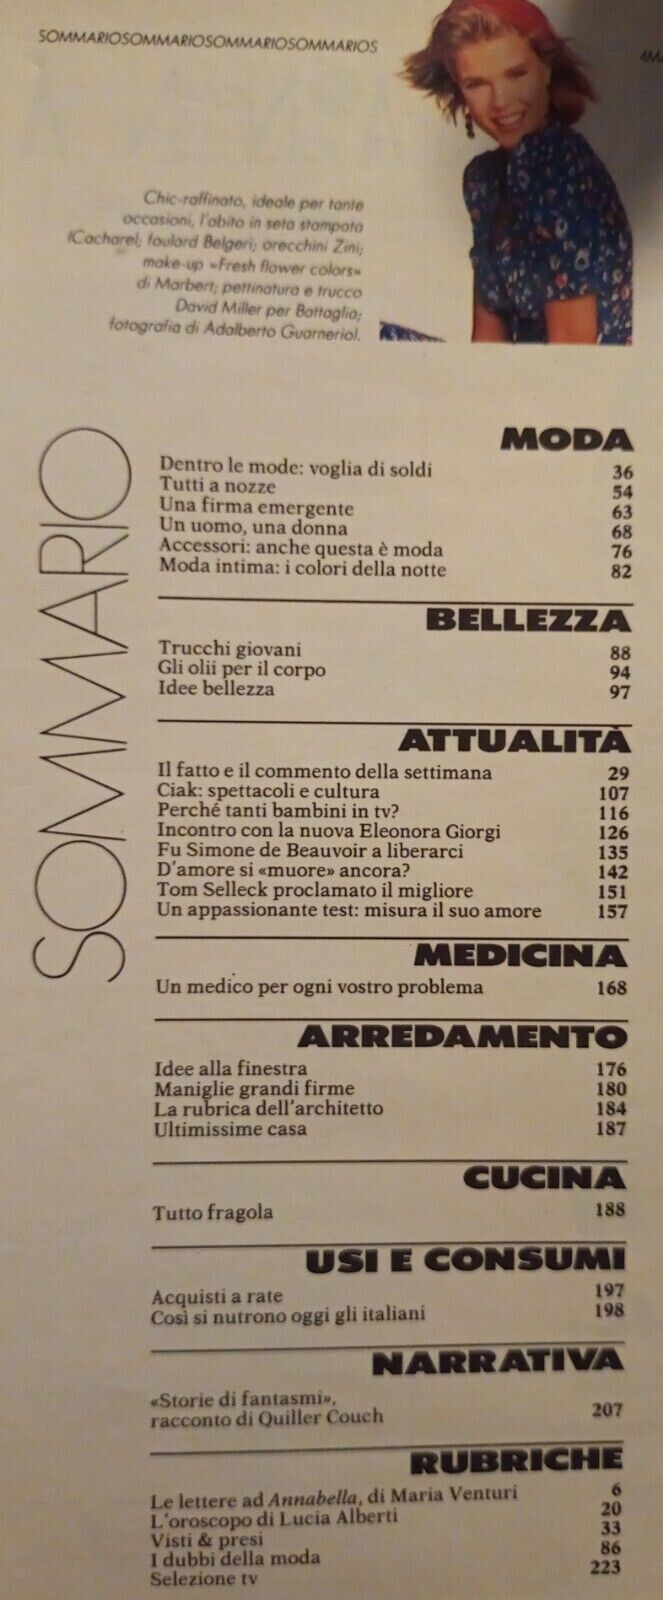 SOMMARIOSOMMARIOSOMMARIOSOMMARIOS
Chic-raffinato, ideale per tante
occasioni, l'abito in seta stampata
(Cacharel; foulard Belgeri; orecchini Zini;
make-up «Fresh flower colors»
di Marbert; pettinatura e trucco
David Miller per Battaglia;
fotografia di Adalberto Guarnerio).
SOMMARIO
MODA
Dentro le mode: voglia di soldi 36
Tutti a nozze 54
Una firma emergente 63
Un uomo, una donna 68
Accessori: anche questa è moda 76
Moda intima: i colori della notte 82
BELLEZZA
Trucchi giovani 88
Gli olii per il corpo 94
Idee bellezza 97
ATTUALITÀ
Il fatto e il commento della settimana 29
Ciak: spettacoli e cultura 107
Perché tanti bambini in tv? 116
Incontro con la nuova Eleonora Giorgi 126
Fu Simone de Beauvoir a liberarci 135
D'amore si «muore» ancora? 142
Tom Selleck proclamato il migliore 151
Un appassionante test: misura il suo amore 157
MEDICINA
Un medico per ogni vostro problema 168
ARREDAMENTO
Idee alla finestra 176
Maniglie grandi firme 180
La rubrica dell'architetto 184
Ultimissime casa 187
CUCINA
Tutto fragola 188
USI E CONSUMI
Acquisti a rate 197
Così si nutrono oggi gli italiani 198
NARRATIVA
«Storie di fantasmi»,
racconto di Quiller Couch 207
RUBRICHE
Le lettere ad Annabella, di Maria Venturi 6
L'oroscopo di Lucia Alberti 20
Visti & presi 33
I dubbi della moda 86
Selezione tv 223